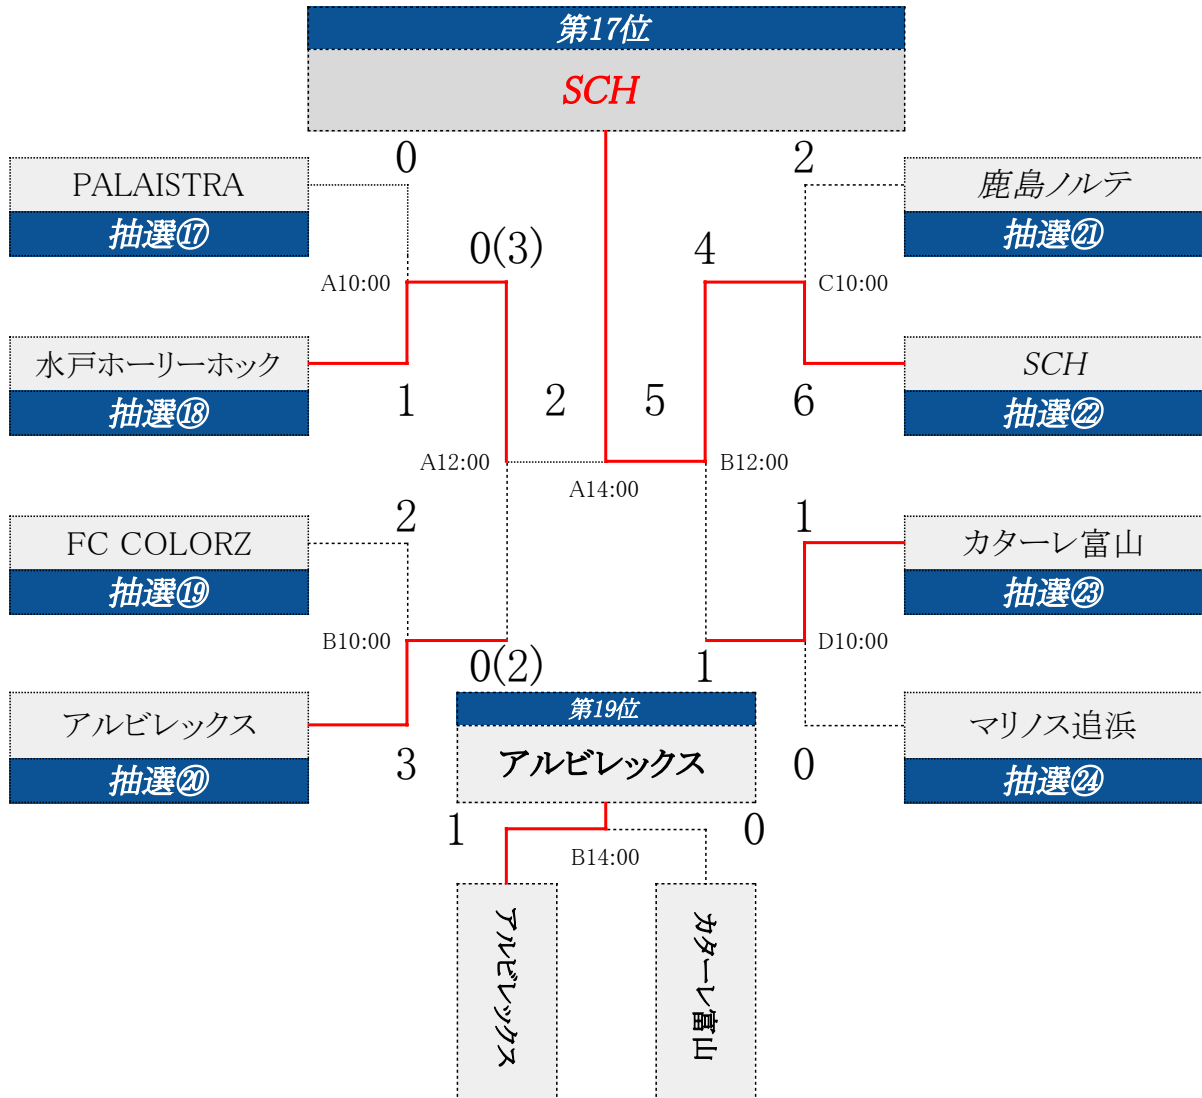 第17位
SCH
0
2
PALAISTRA
抽選⑰
鹿島ノルテ
抽選㉑
0(3)
4
A10:00
C10:00
水戸ホーリーホック
抽選⑱
SCH
抽選㉒
1
2
5
6
A12:00
A14:00
B12:00
2
1
FC COLORZ
抽選⑲
カターレ富山
抽選㉓
B10:00
D10:00
0(2)
1
アルビレックス
抽選⑳
マリノス追浜
抽選㉔
3
0
第19位
アルビレックス
1
0
B14:00
アルビレックス
カターレ富山